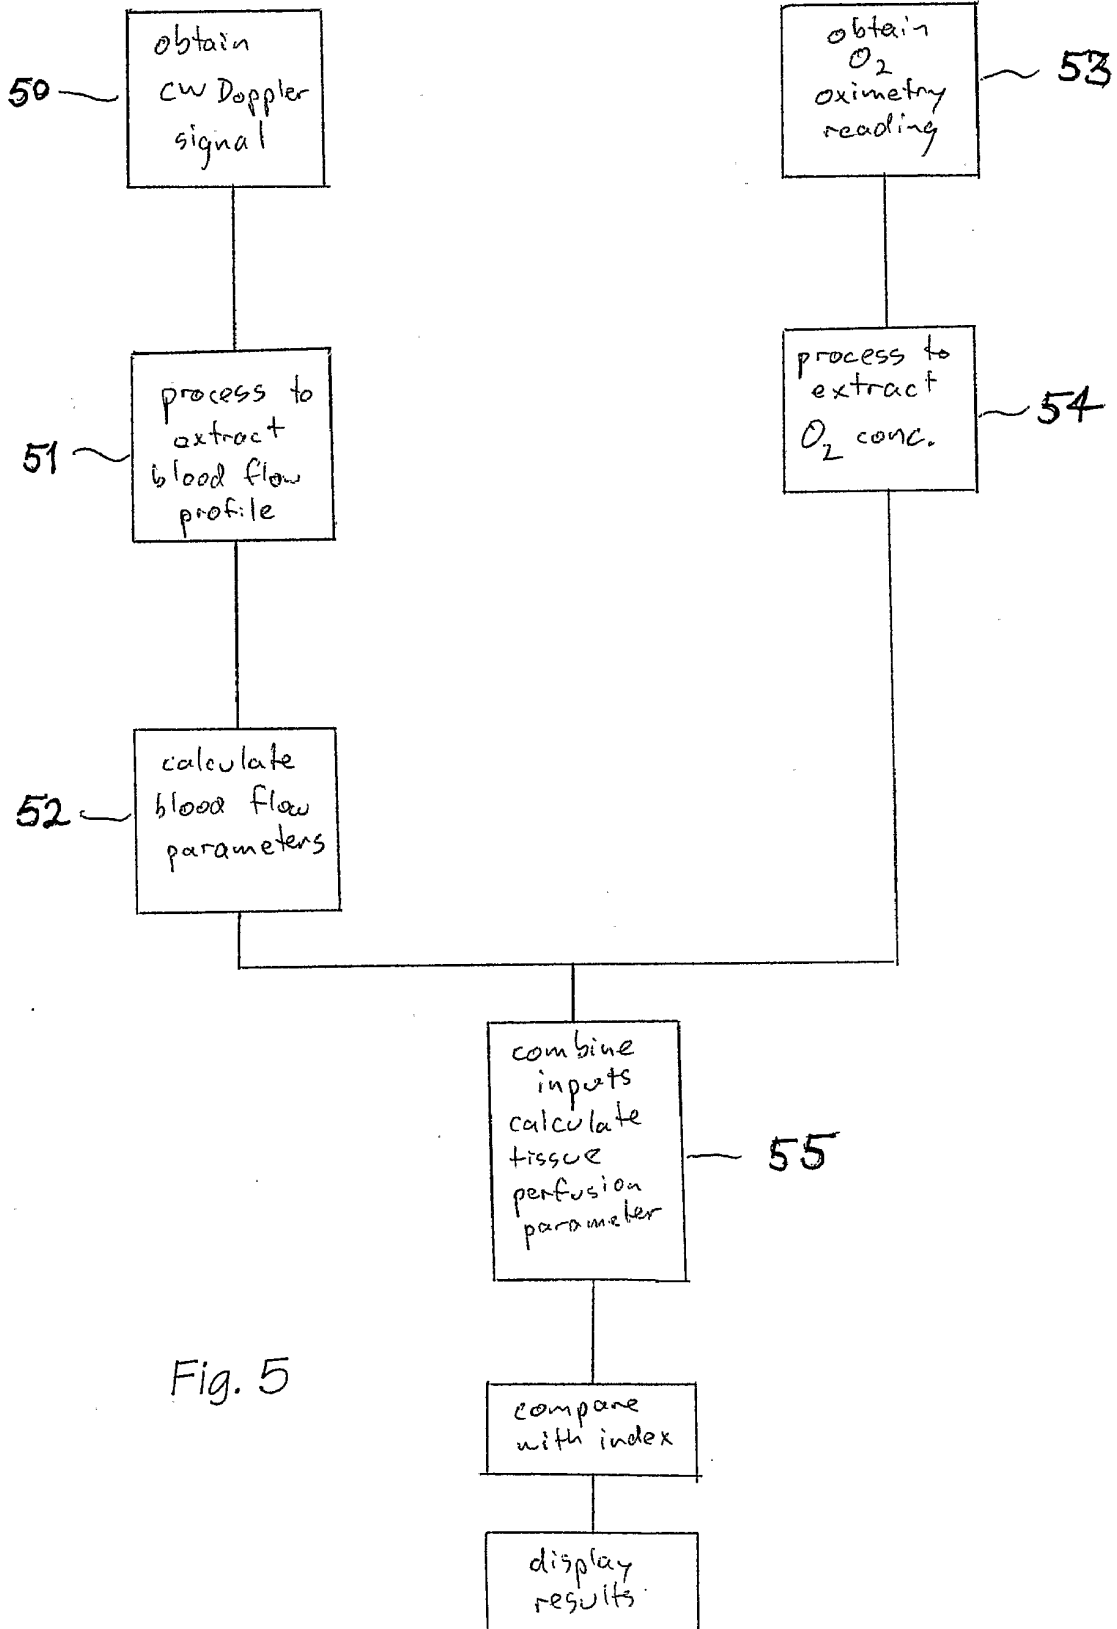 obtain
CW Doppler
signal
50
obtain
O₂
oximetry
reading
53
process to
extract
blood flow
profile
51
process to
extract
O₂ conc.
54
calculate
blood flow
parameters
52
combine
inputs
calculate
tissue
perfusion
parameter
55
Fig. 5
compare
with index
display
results